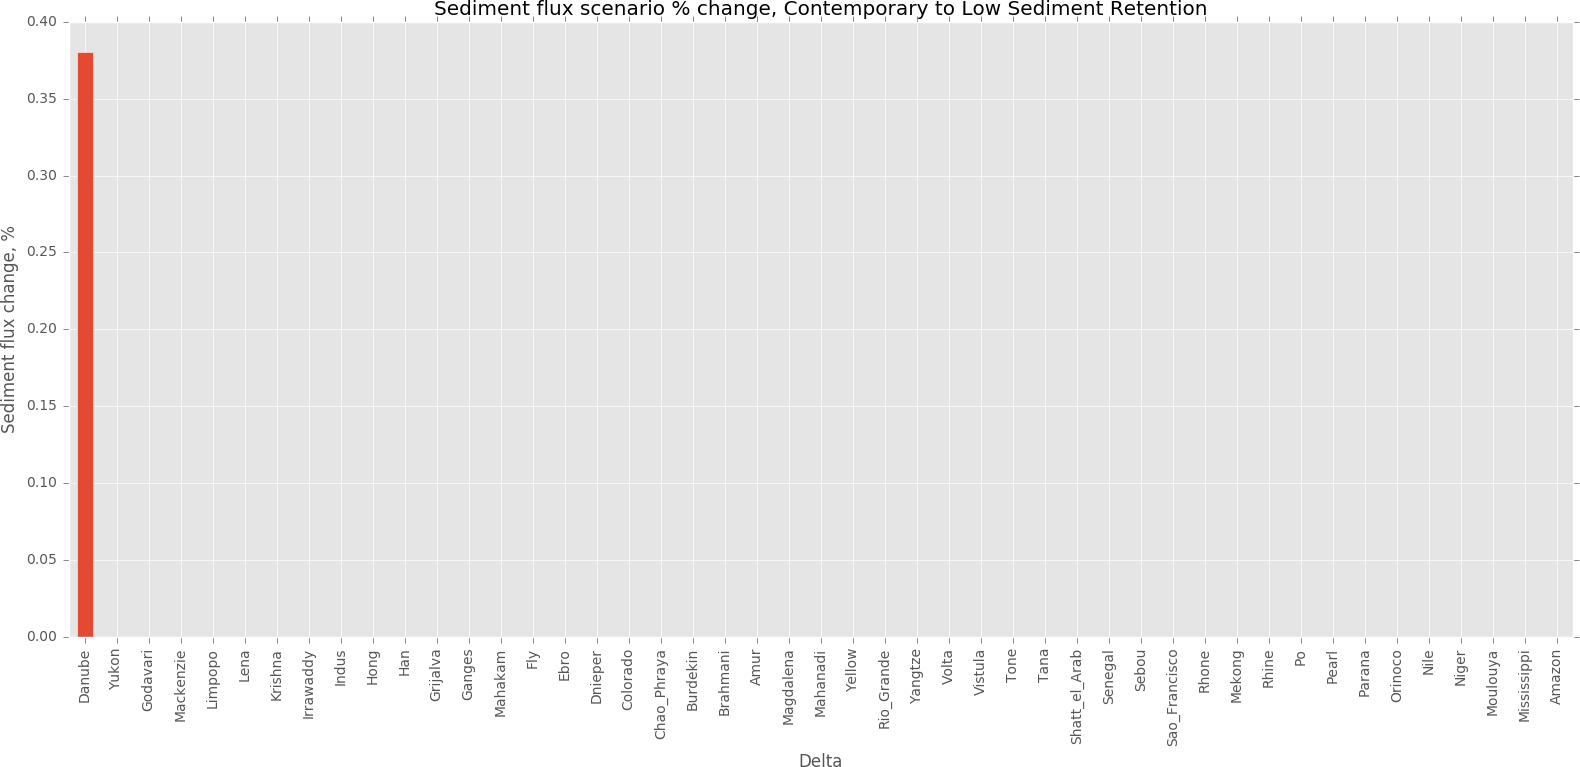 Sediment flux scenario % change, Contemporary to Low Sediment Retention
Sediment flux change, %
0.40
0.35
0.30
0.25
0.20
0.15
0.10
0.05
0.00
Danube
Yukon
Godavari
Mackenzie
Limpopo
Lena
Krishna
Irrawaddy
Indus
Hong
Han
Grijalva
Ganges
Mahakam
Fly
Ebro
Dnieper
Colorado
Chao_Phraya
Burdekin
Brahmani
Amur
Magdalena
Mahanadi
Yellow
Rio_Grande
Yangtze
Volta
Vistula
Tone
Tana
Shatt_el_Arab
Senegal
Sebou
Sao_Francisco
Rhone
Mekong
Rhine
Po
Pearl
Parana
Orinoco
Nile
Niger
Moulouya
Mississippi
Amazon
Delta